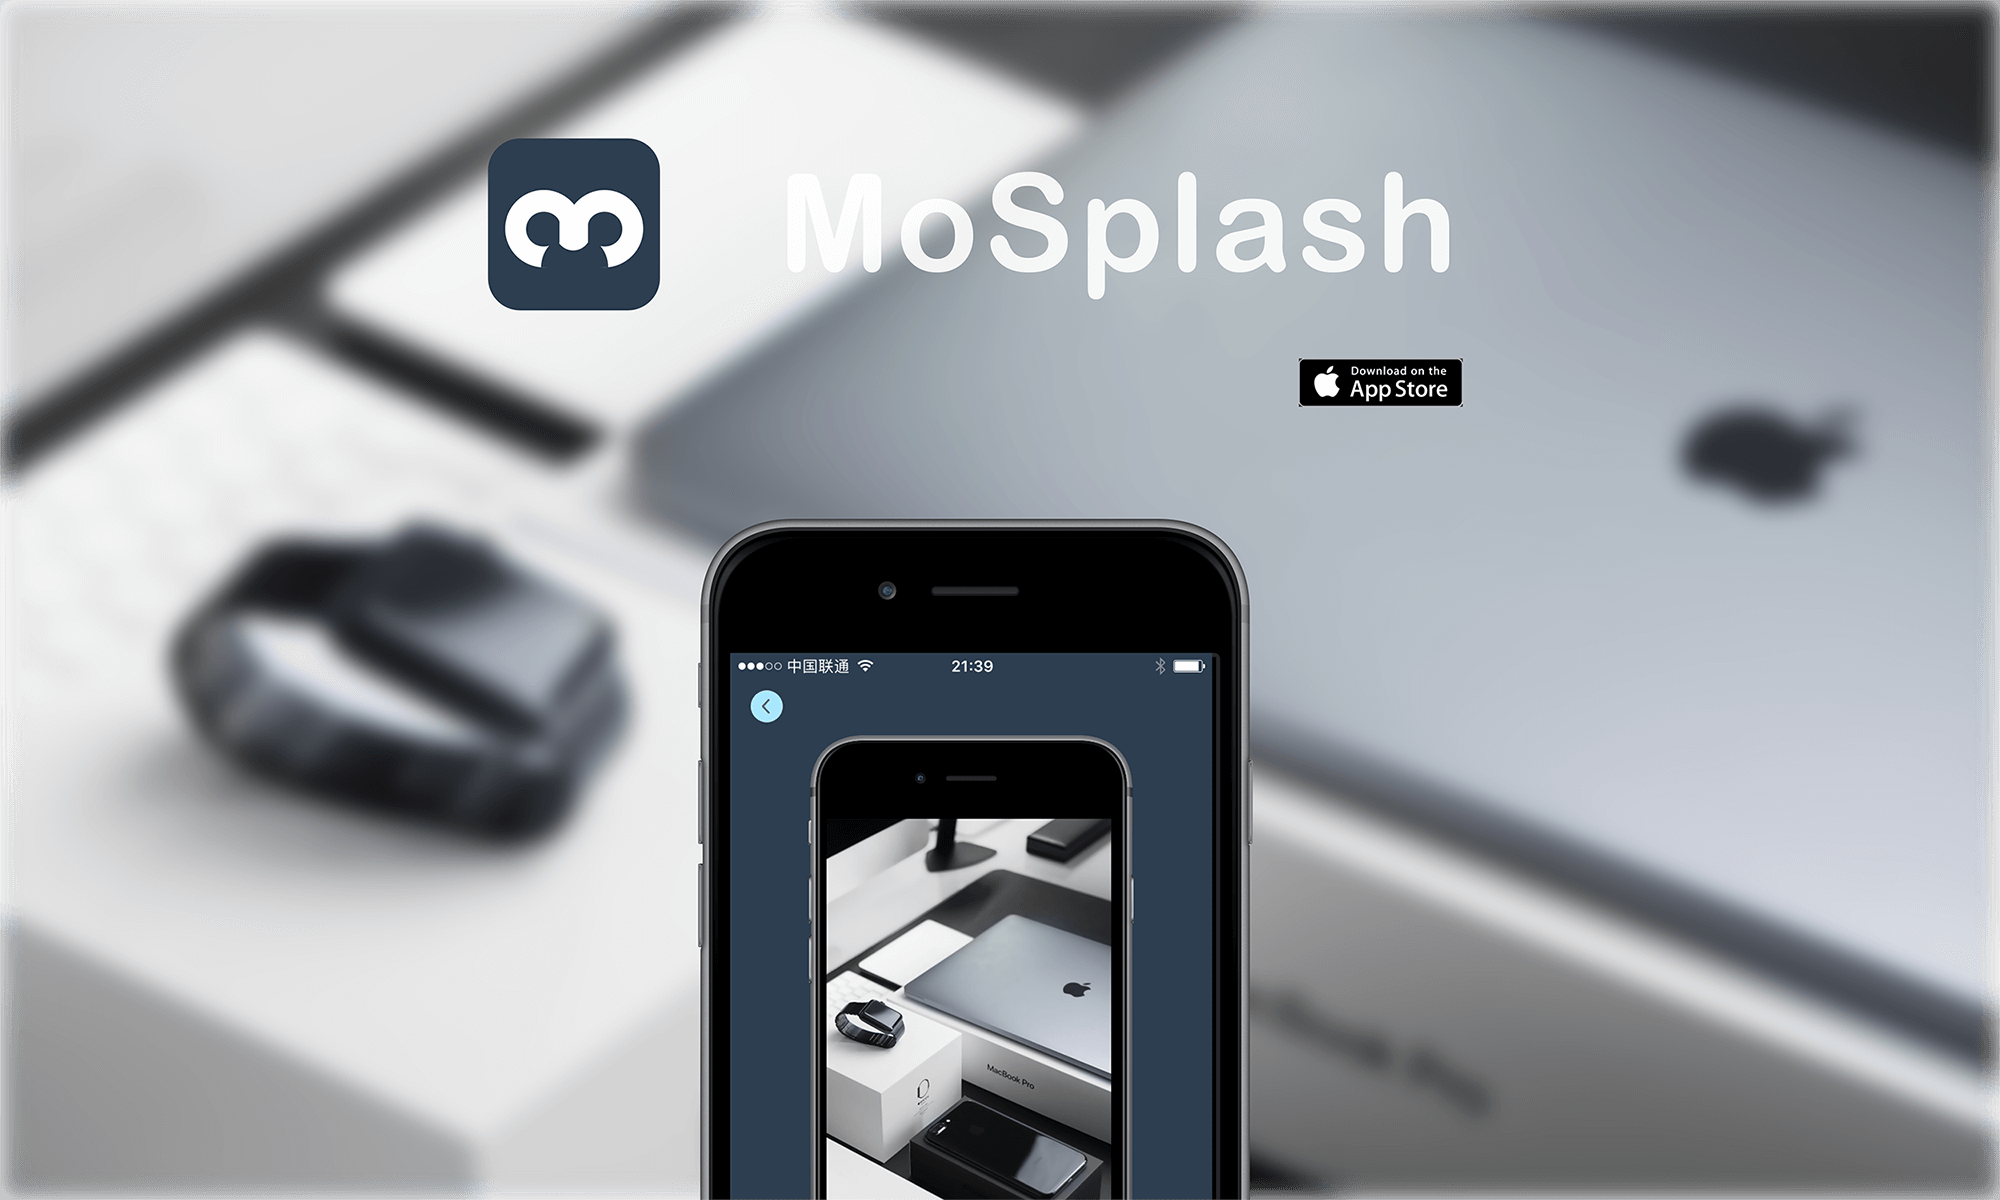 MoSplash
Download on the
App Store
中国联通
21:39
MacBook Pro